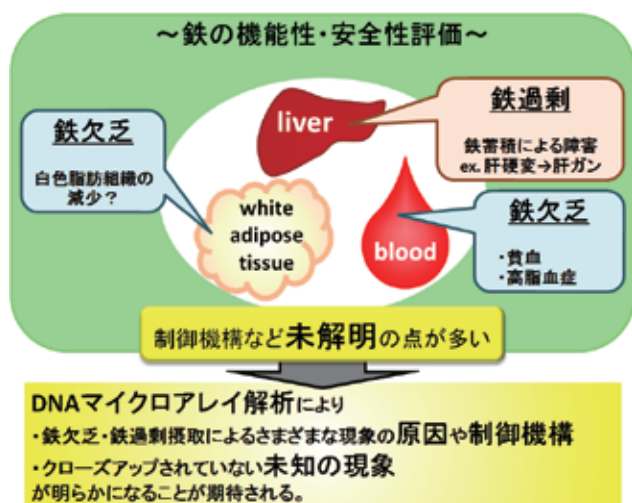 ～鉄の機能性・安全性評価～
鉄過剰
鉄蓄積による障害
ex. 肝硬変→肝ガン
liver
鉄欠乏
白色脂肪組織の
減少？
white
adipose
tissue
blood
鉄欠乏
・貧血
・高脂血症
制御機構など未解明の点が多い
DNAマイクロアレイ解析により
・鉄欠乏・鉄過剰摂取によるさまざまな現象の原因や制御機構
・クローズアップされていない未知の現象
が明らかになることが期待される。